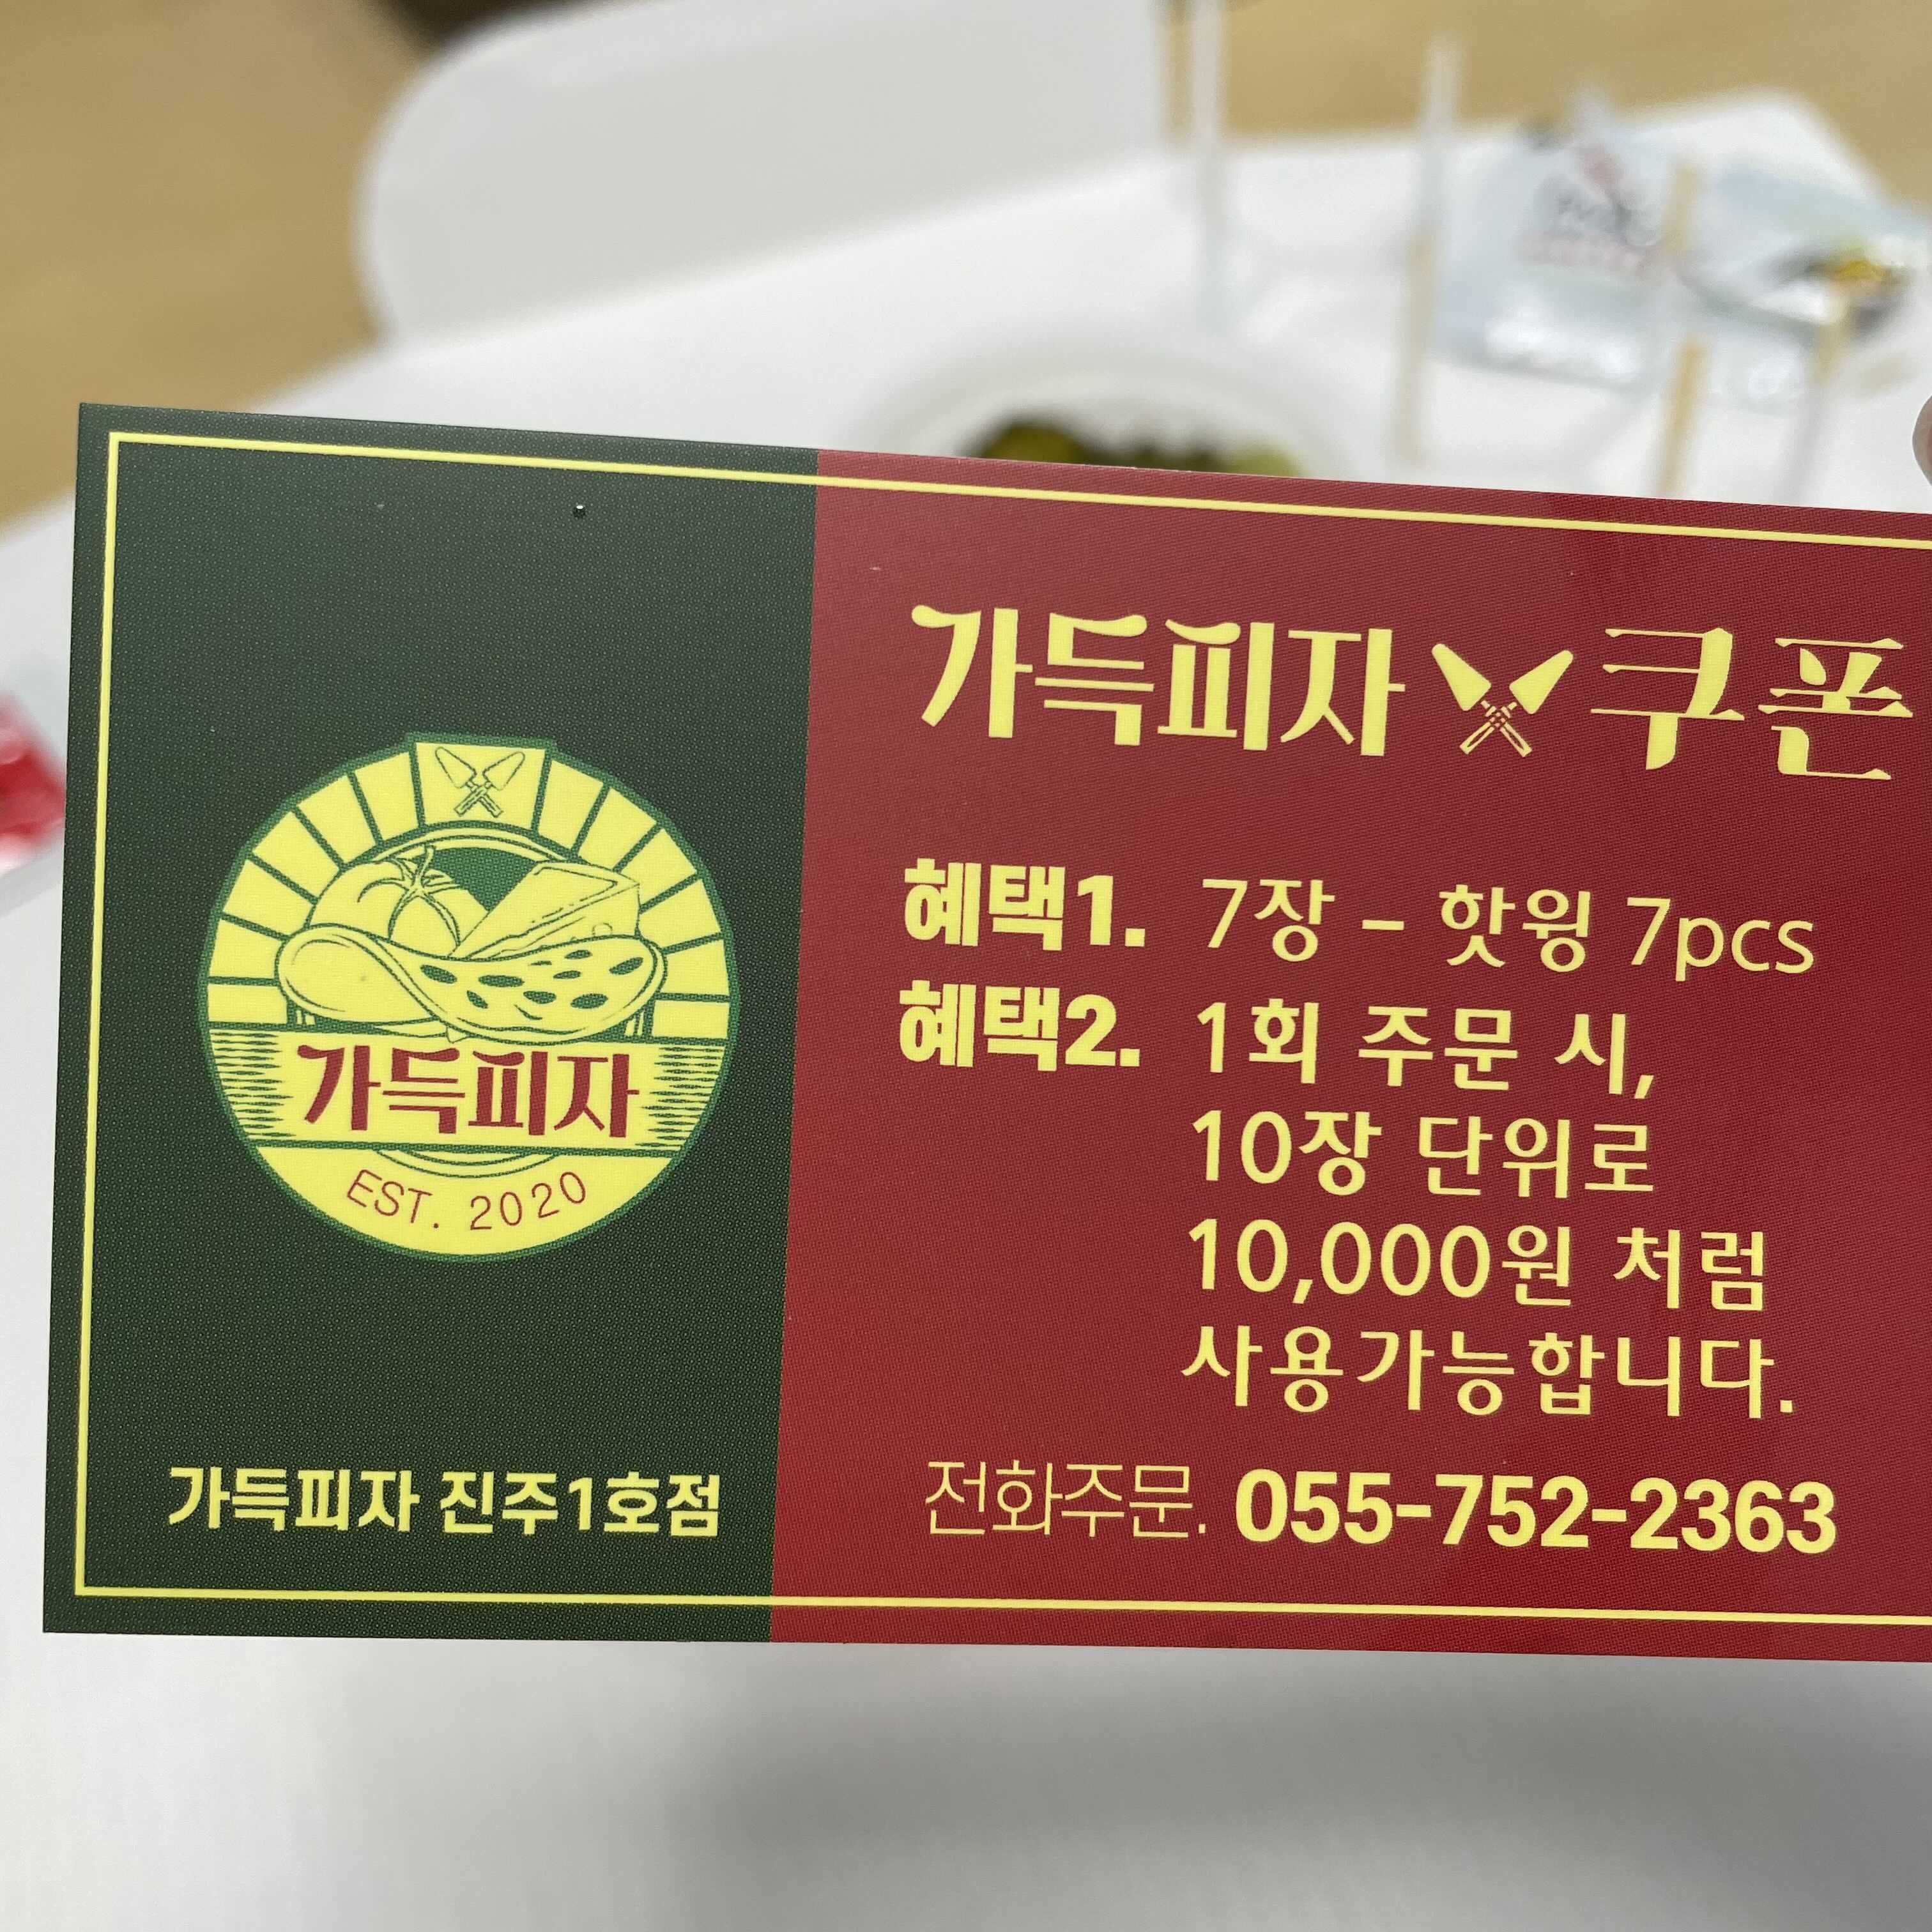 가득피자 쿠폰
혜택1. 7장 – 핫윙 7pcs
혜택2. 1회 주문 시,
10장 단위로
10,000원 처럼
사용가능합니다.
전화주문. 055-752-2363
가득피자
EST. 2020
가득피자 진주1호점